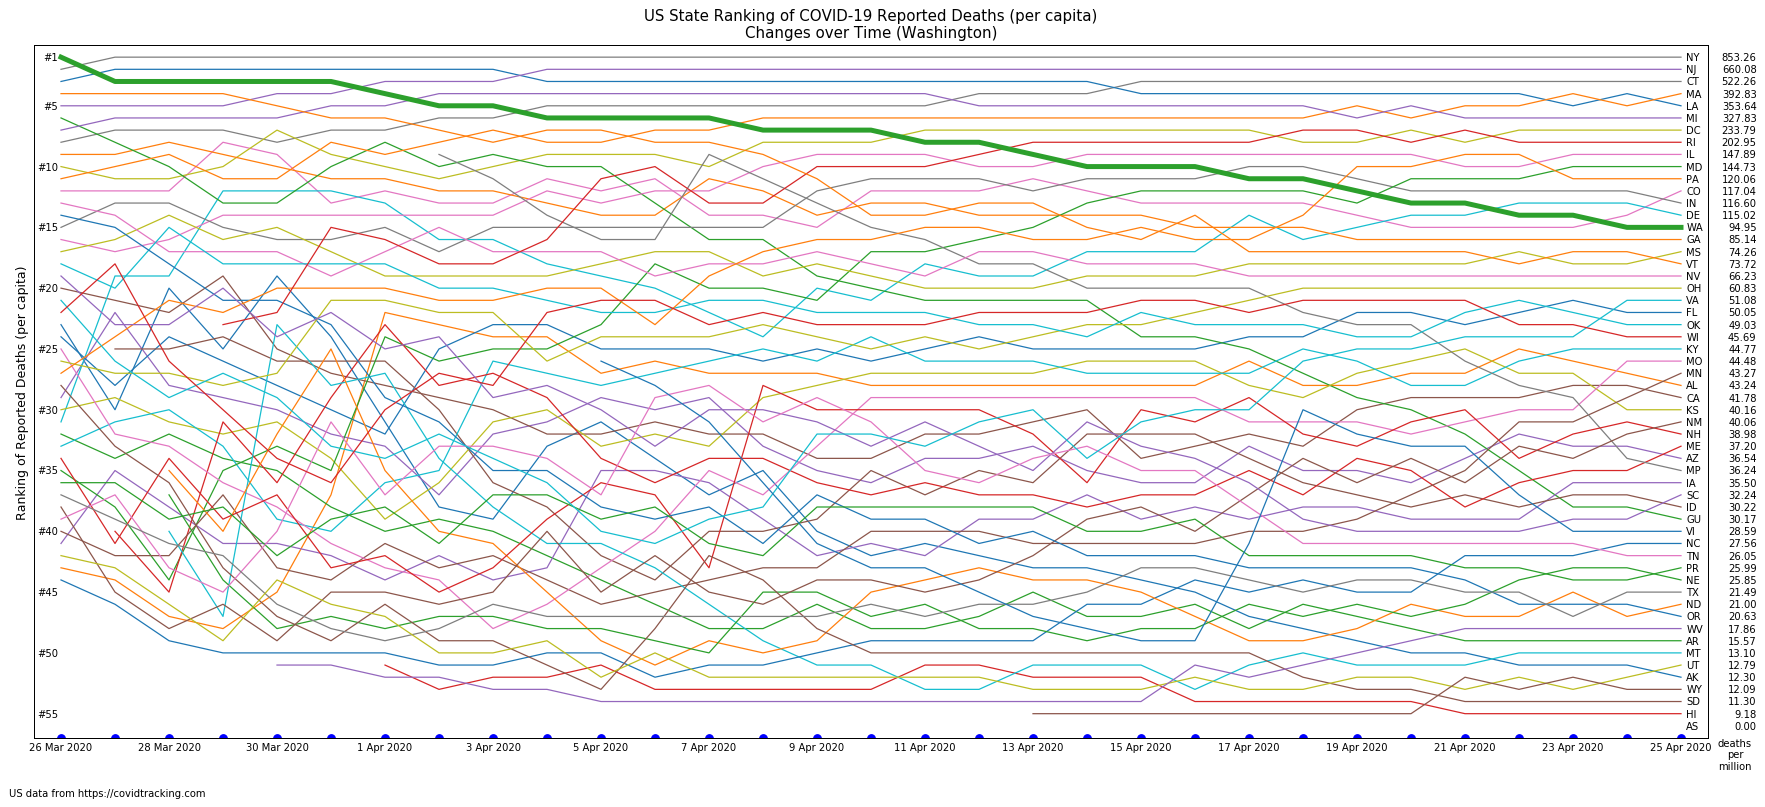 US State Ranking of COVID-19 Reported Deaths (per capita)
Changes over Time (Washington)
Ranking of Reported Deaths (per capita)
#1
#5
#10
#15
#20
#25
#30
#35
#40
#45
#50
#55
NY 853.26
NJ 660.08
CT 522.26
MA 392.83
LA 353.64
MI 327.83
DC 233.79
RI 202.95
IL 147.89
MD 144.73
PA 120.06
CO 117.04
IN 116.60
DE 115.02
WA 94.95
GA 85.14
MS 74.26
VT 73.72
NV 66.23
OH 60.83
VA 51.08
FL 50.05
OK 49.03
WI 45.69
KY 44.77
MO 44.48
MN 43.27
AL 43.24
CA 41.78
KS 40.16
NM 40.06
NH 38.98
ME 37.20
AZ 36.54
MP 36.24
IA 35.50
SC 32.24
ID 30.22
GU 30.17
VI 28.59
NC 27.56
TN 26.05
PR 25.99
NE 25.85
TX 21.49
ND 21.00
OR 20.63
WV 17.86
AR 15.57
MT 13.10
UT 12.79
AK 12.30
WY 12.09
SD 11.30
HI 9.18
AS 0.00
26 Mar 2020 28 Mar 2020 30 Mar 2020 1 Apr 2020 3 Apr 2020 5 Apr 2020 7 Apr 2020 9 Apr 2020 11 Apr 2020 13 Apr 2020 15 Apr 2020 17 Apr 2020 19 Apr 2020 21 Apr 2020 23 Apr 2020 25 Apr 2020
deaths
per
million
US data from https://covidtracking.com